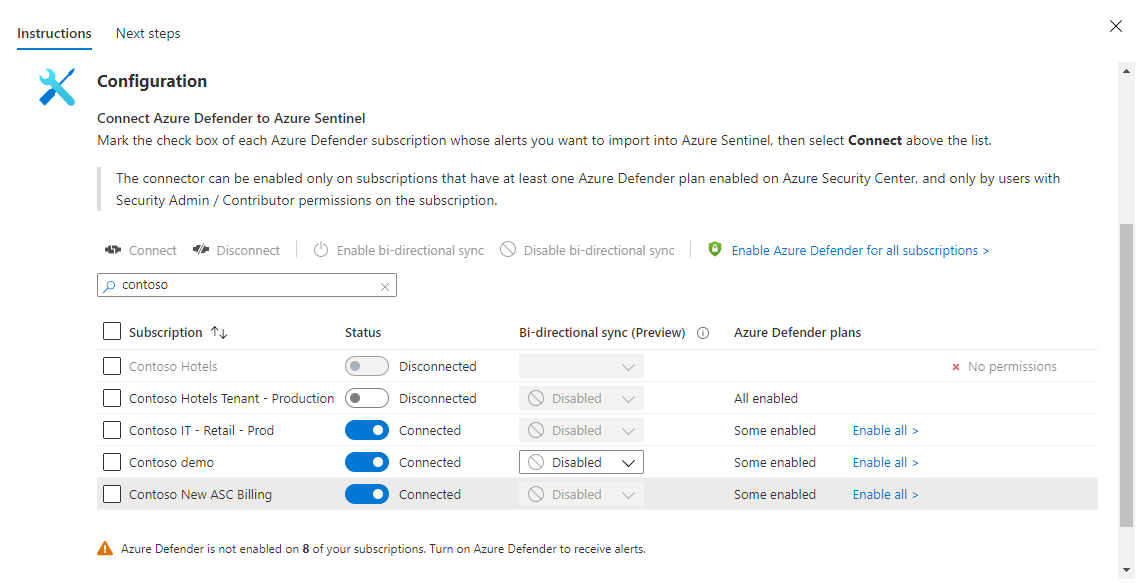 Instructions Next steps
Configuration
Connect Azure Defender to Azure Sentinel
Mark the check box of each Azure Defender subscription whose alerts you want to import into Azure Sentinel, then select Connect above the list.
The connector can be enabled only on subscriptions that have at least one Azure Defender plan enabled on Azure Security Center, and only by users with
Security Admin / Contributor permissions on the subscription.
Connect Disconnect Enable bi-directional sync Disable bi-directional sync Enable Azure Defender for all subscriptions >
contoso
Subscription Status Bi-directional sync (Preview) Azure Defender plans
Contoso Hotels Disconnected No permissions
Contoso Hotels Tenant - Production Disconnected Disabled All enabled
Contoso IT - Retail - Prod Connected Disabled Some enabled Enable all >
Contoso demo Connected Disabled Some enabled Enable all >
Contoso New ASC Billing Connected Disabled Some enabled Enable all >
Azure Defender is not enabled on 8 of your subscriptions. Turn on Azure Defender to receive alerts.